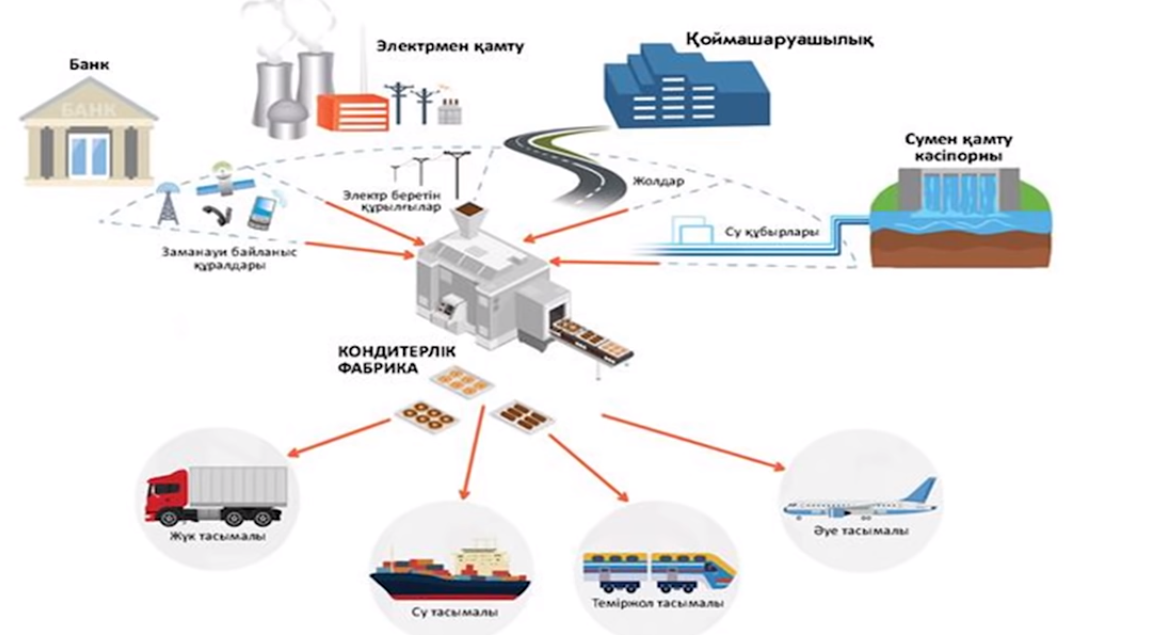 Электрмен қамту
Қоймашаруашылық
Банк
БАНК
Сумен қамту
кәсіпорны
Электр беретін
құрылғылар
Жолдар
Су құбырлары
Заманауи байланыс
құралдары
КОНДИТЕРЛІК
ФАБРИКА
Жүк тасымалы
Су тасымалы
Теміржол тасымалы
Әуе тасымалы